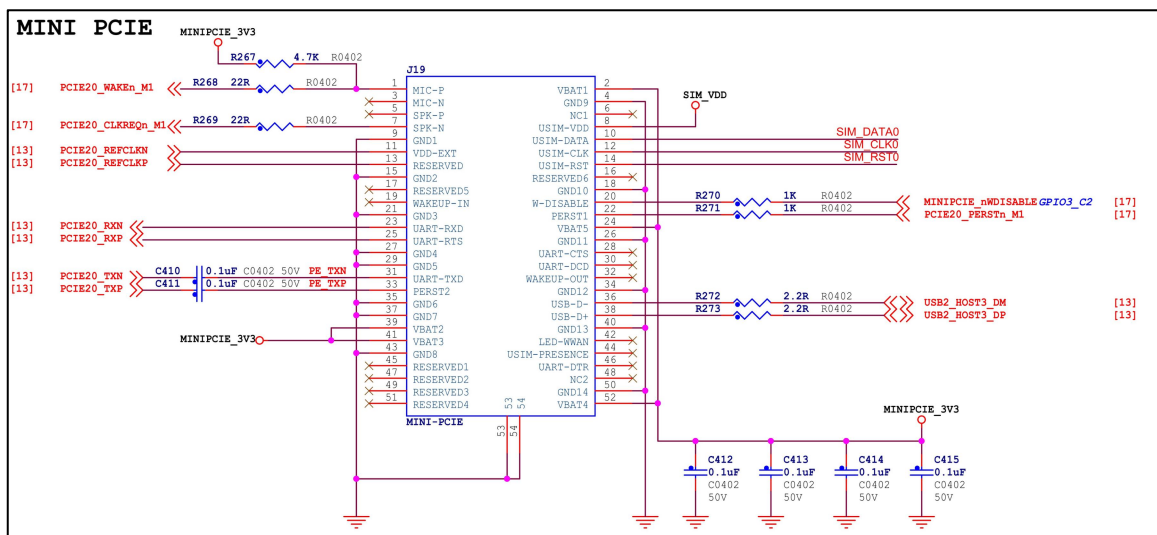 MINI PCIE
MINIPCIE_3V3
R267 4.7K R0402
J19
[17] PCIE20_WAKEn_M1 R268 22R R0402 1 MIC-P VBAT1 2
3 MIC-N GND9 4 SIM_VDD
5 SPK-P NC1 6
[17] PCIE20_CLKREQn_M1 R269 22R R0402 7 SPK-N USIM-VDD 8
9 GND1 USIM-DATA 10 SIM_DATA0
[13] PCIE20_REFCLKN 11 VDD-EXT USIM-CLK 12 SIM_CLK0
[13] PCIE20_REFCLKP 13 RESERVED USIM-RST 14 SIM_RST0
15 GND2 RESERVED6 16
17 RESERVED5 GND10 18
19 WAKEUP-IN W-DISABLE 20 R270 1K R0402 MINIPCIE_nWDISABLE GPIO3_C2 [17]
21 GND3 PERST1 22 R271 1K R0402 PCIE20_PERSTn_M1 [17]
[13] PCIE20_RXN 23 UART-RXD VBAT5 24
[13] PCIE20_RXP 25 UART-RTS GND11 26
27 GND4 UART-CTS 28
29 GND5 UART-DCD 30
[13] PCIE20_TXN C410 0.1uF C0402 50V PE_TXN 31 UART-TXD WAKEUP-OUT 32
[13] PCIE20_TXP C411 0.1uF C0402 50V PE_TXP 33 PERST2 GND12 34
35 GND6 USB-D- 36 R272 2.2R R0402 USB2_HOST3_DM [13]
37 GND7 USB-D+ 38 R273 2.2R R0402 USB2_HOST3_DP [13]
39 VBAT2 GND13 40
MINIPCIE_3V3 41 VBAT3 LED-WWAN 42
43 GND8 USIM-PRESENCE 44
45 RESERVED1 UART-DTR 46
47 RESERVED2 NC2 48
49 RESERVED3 GND14 50
51 RESERVED4 VBAT4 52
53 54
MINI-PCIE
53 54
MINIPCIE_3V3
C412 C413 C414 C415
0.1uF 0.1uF 0.1uF 0.1uF
C0402 C0402 C0402 C0402
50V 50V 50V 50V